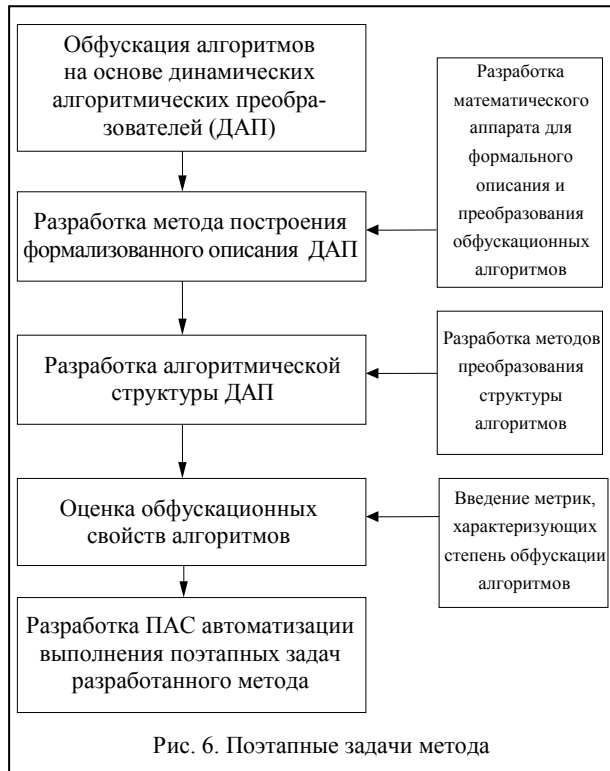 Обфускация алгоритмов
на основе динамических
алгоритмических преобра-
зователей (ДАП)
Разработка
математического
аппарата для
формального
описания и
преобразования
обфускационных
алгоритмов
Разработка метода построения
формализованного описания ДАП
Разработка алгоритмической
структуры ДАП
Разработка методов
преобразования
структуры
алгоритмов
Оценка обфускационных
свойств алгоритмов
Введение метрик,
характеризующих
степень обфускации
алгоритмов
Разработка ПАС автоматизации
выполнения поэтапных задач
разработанного метода
Рис. 6. Поэтапные задачи метода